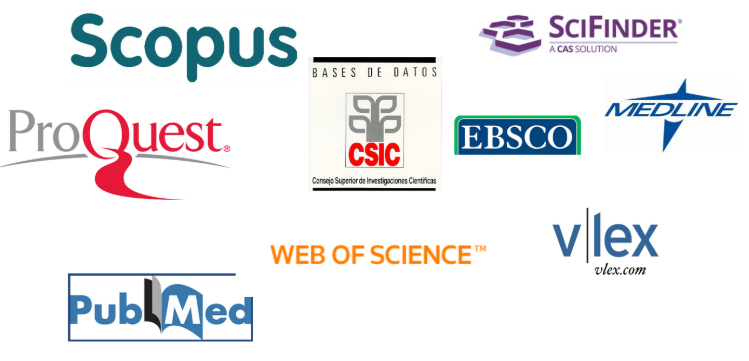 Scopus
SCIFINDER®
A CAS SOLUTION
BASES DE DATOS
CSIC
Consejo Superior de Investigaciones Científicas
ProQuest®
EBSCO
MEDLINE
WEB OF SCIENCE™
v|lex
vlex.com
PubMed